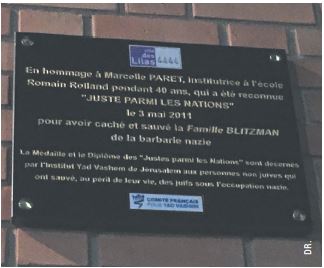 ville
des
Lilas
En hommage à Marcelle PARET, institutrice à l'école
Romain Rolland pendant 40 ans, qui a été reconnue
"JUSTE PARMI LES NATIONS"
le 3 mai 2011
pour avoir caché et sauvé la Famille BLITZMAN
de la barbarie nazie
La Médaille et le Diplôme des "Justes parmi les Nations" sont décernés
par l'Institut Yad Vashem de Jérusalem aux personnes non juives qui
ont sauvé, au péril de leur vie, des juifs sous l'occupation nazie.
COMITÉ FRANÇAIS
POUR YAD VASHEM
DR.